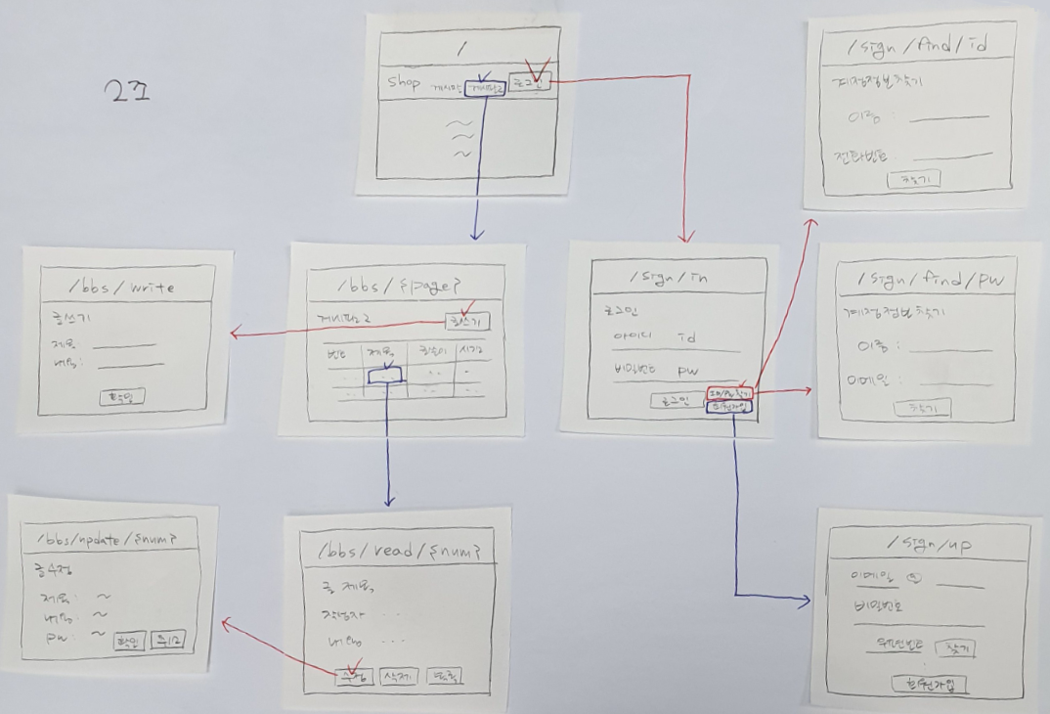 2조
/
shop 게시판1 게시판2 로그인
/sign/find/id
계정정보찾기
이름 :
전화번호 :
찾기
/bbs/write
글쓰기
제목 :
내용 :
확인
/bbs/{page}
게시판2 글쓰기
번호 제목 글쓴이 시간
/sign/in
로그인
아이디 id
비밀번호 pw
로그인 ID/PW찾기
회원가입
/sign/find/pw
계정정보찾기
이름 :
이메일 :
찾기
/bbs/update/{num}
글수정
제목 : ~
내용 : ~
pw : ~
확인 취소
/bbs/read/{num}
글 제목
작성자 ...
내용 ...
수정 삭제 목록
/sign/up
이메일 @
비밀번호
우편번호 찾기
회원가입